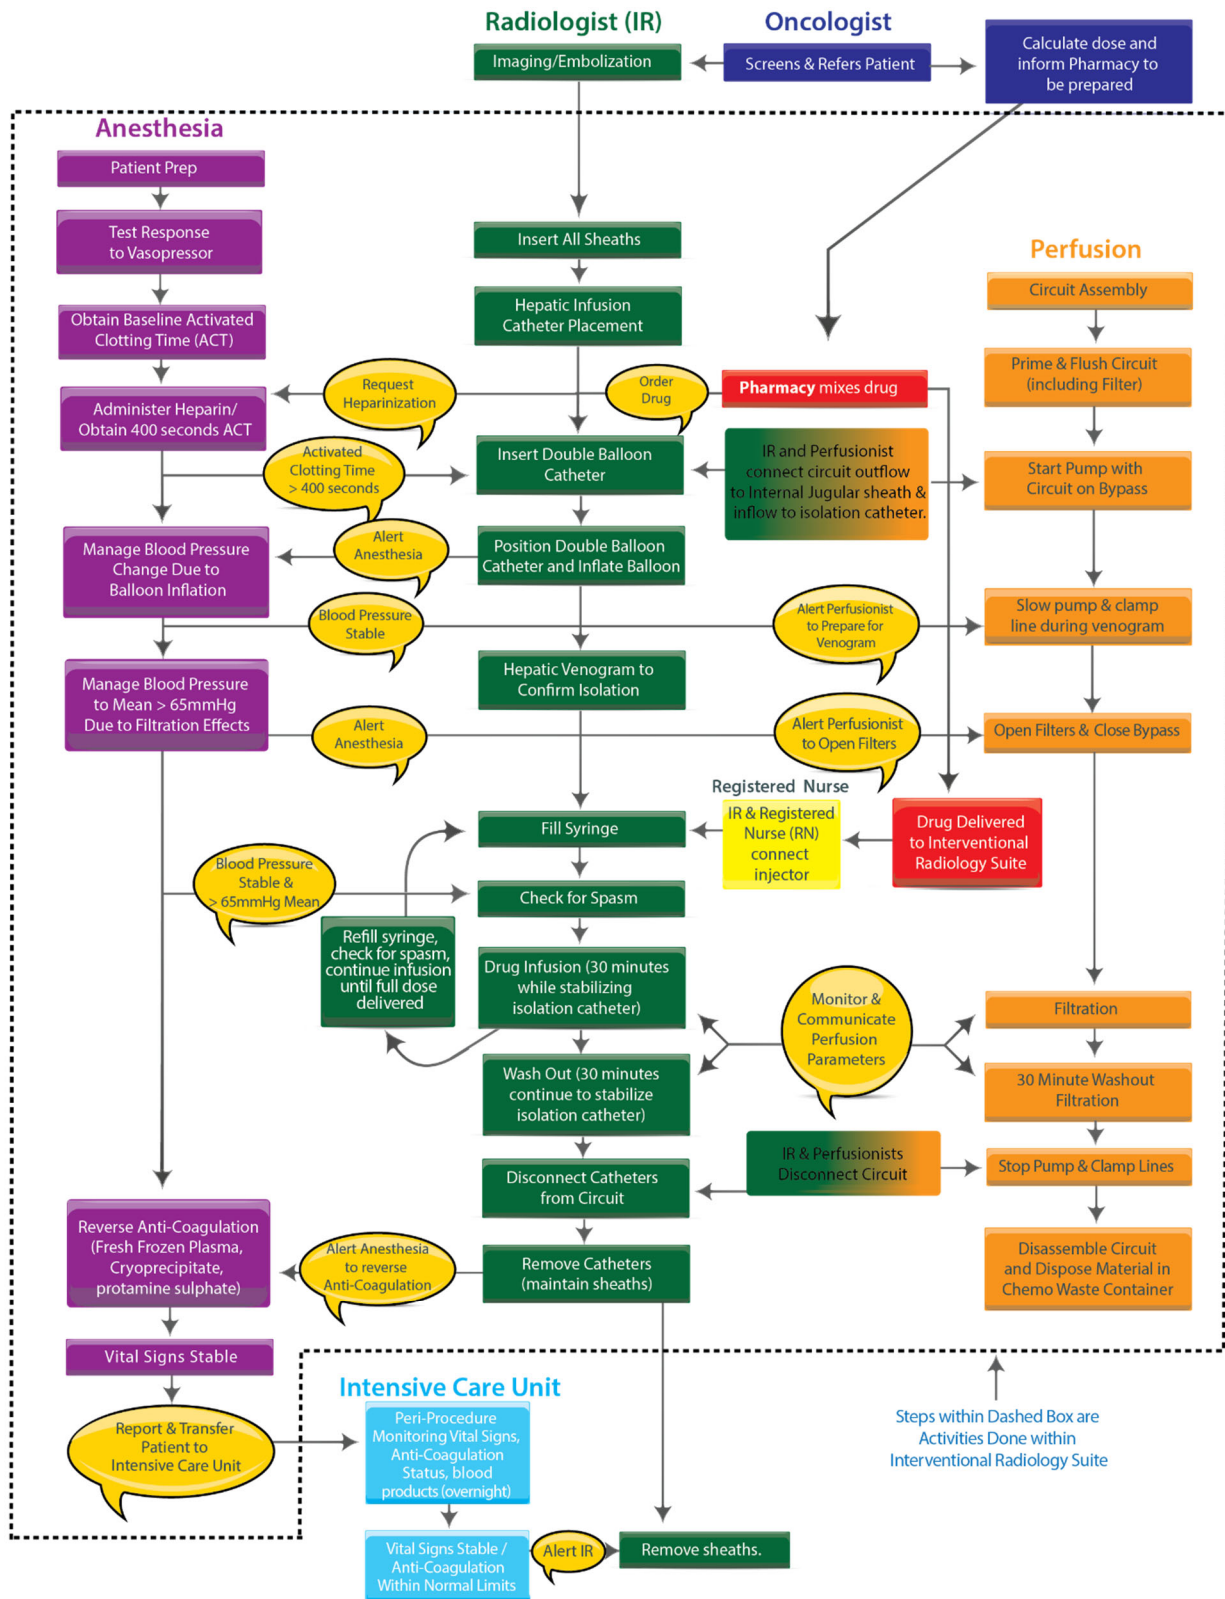 Radiologist (IR)
Oncologist
Imaging/Embolization
Screens & Refers Patient
Calculate dose and
inform Pharmacy to
be prepared
Anesthesia
Patient Prep
Test Response
to Vasopressor
Obtain Baseline Activated
Clotting Time (ACT)
Administer Heparin/
Obtain 400 seconds ACT
Manage Blood Pressure
Change Due to
Balloon Inflation
Manage Blood Pressure
to Mean > 65mmHg
Due to Filtration Effects
Reverse Anti-Coagulation
(Fresh Frozen Plasma,
Cryoprecipitate,
protamine sulphate)
Vital Signs Stable
Report & Transfer
Patient to
Intensive Care Unit
Request
Heparinization
Activated
Clotting Time
> 400 seconds
Alert
Anesthesia
Blood Pressure
Stable
Alert
Anesthesia
Blood Pressure
Stable &
> 65mmHg Mean
Refill syringe,
check for spasm,
continue infusion
until full dose
delivered
Alert Anesthesia
to reverse
Anti-Coagulation
Insert All Sheaths
Hepatic Infusion
Catheter Placement
Insert Double Balloon
Catheter
Position Double Balloon
Catheter and Inflate Balloon
Hepatic Venogram to
Confirm Isolation
Fill Syringe
Check for Spasm
Drug Infusion (30 minutes
while stabilizing
isolation catheter)
Wash Out (30 minutes
continue to stabilize
isolation catheter)
Disconnect Catheters
from Circuit
Remove Catheters
(maintain sheaths)
Order
Drug
Pharmacy mixes drug
IR and Perfusionist
connect circuit outflow
to Internal Jugular sheath &
inflow to isolation catheter.
Alert Perfusionist
to Prepare for
Venogram
Alert Perfusionist
to Open Filters
Registered Nurse
IR & Registered
Nurse (RN)
connect
injector
Drug Delivered
to Interventional
Radiology Suite
Monitor &
Communicate
Perfusion
Parameters
IR & Perfusionists
Disconnect Circuit
Perfusion
Circuit Assembly
Prime & Flush Circuit
(including Filter)
Start Pump with
Circuit on Bypass
Slow pump & clamp
line during venogram
Open Filters & Close Bypass
Filtration
30 Minute Washout
Filtration
Stop Pump & Clamp Lines
Disassemble Circuit
and Dispose Material in
Chemo Waste Container
Intensive Care Unit
Peri-Procedure
Monitoring Vital Signs,
Anti-Coagulation
Status, blood
products (overnight)
Vital Signs Stable /
Anti-Coagulation
Within Normal Limits
Alert IR
Remove sheaths.
Steps within Dashed Box are
Activities Done within
Interventional Radiology Suite